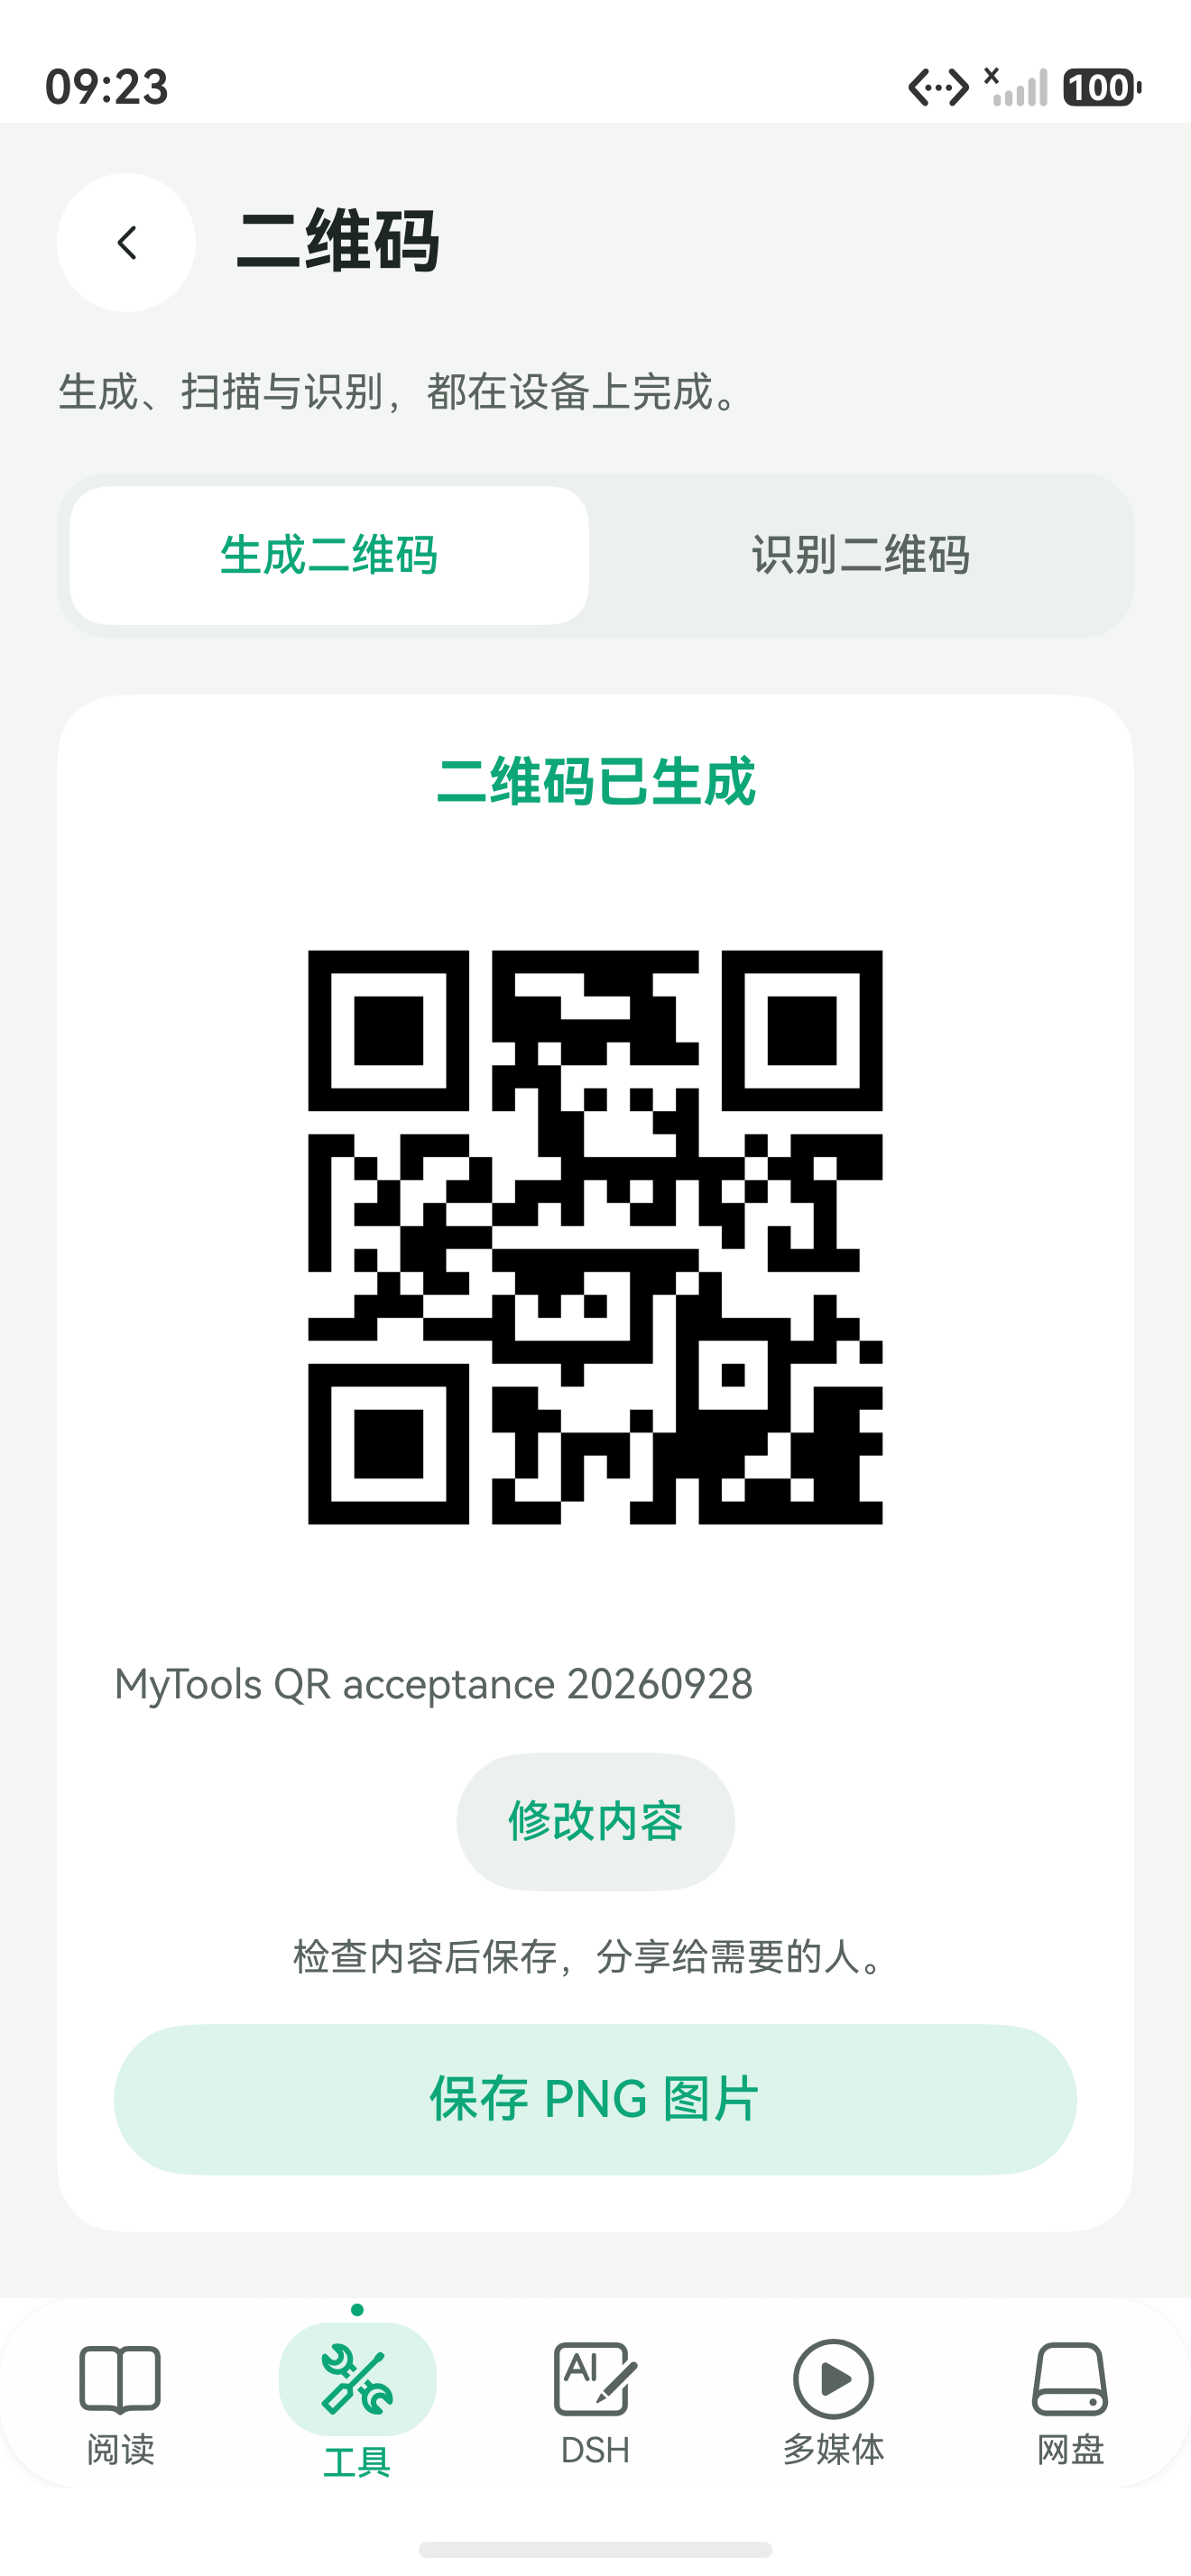 09:23
100
二维码
生成、扫描与识别，都在设备上完成。
生成二维码
识别二维码
二维码已生成
MyTools QR acceptance 20260928
修改内容
检查内容后保存，分享给需要的人。
保存 PNG 图片
阅读
工具
DSH
多媒体
网盘